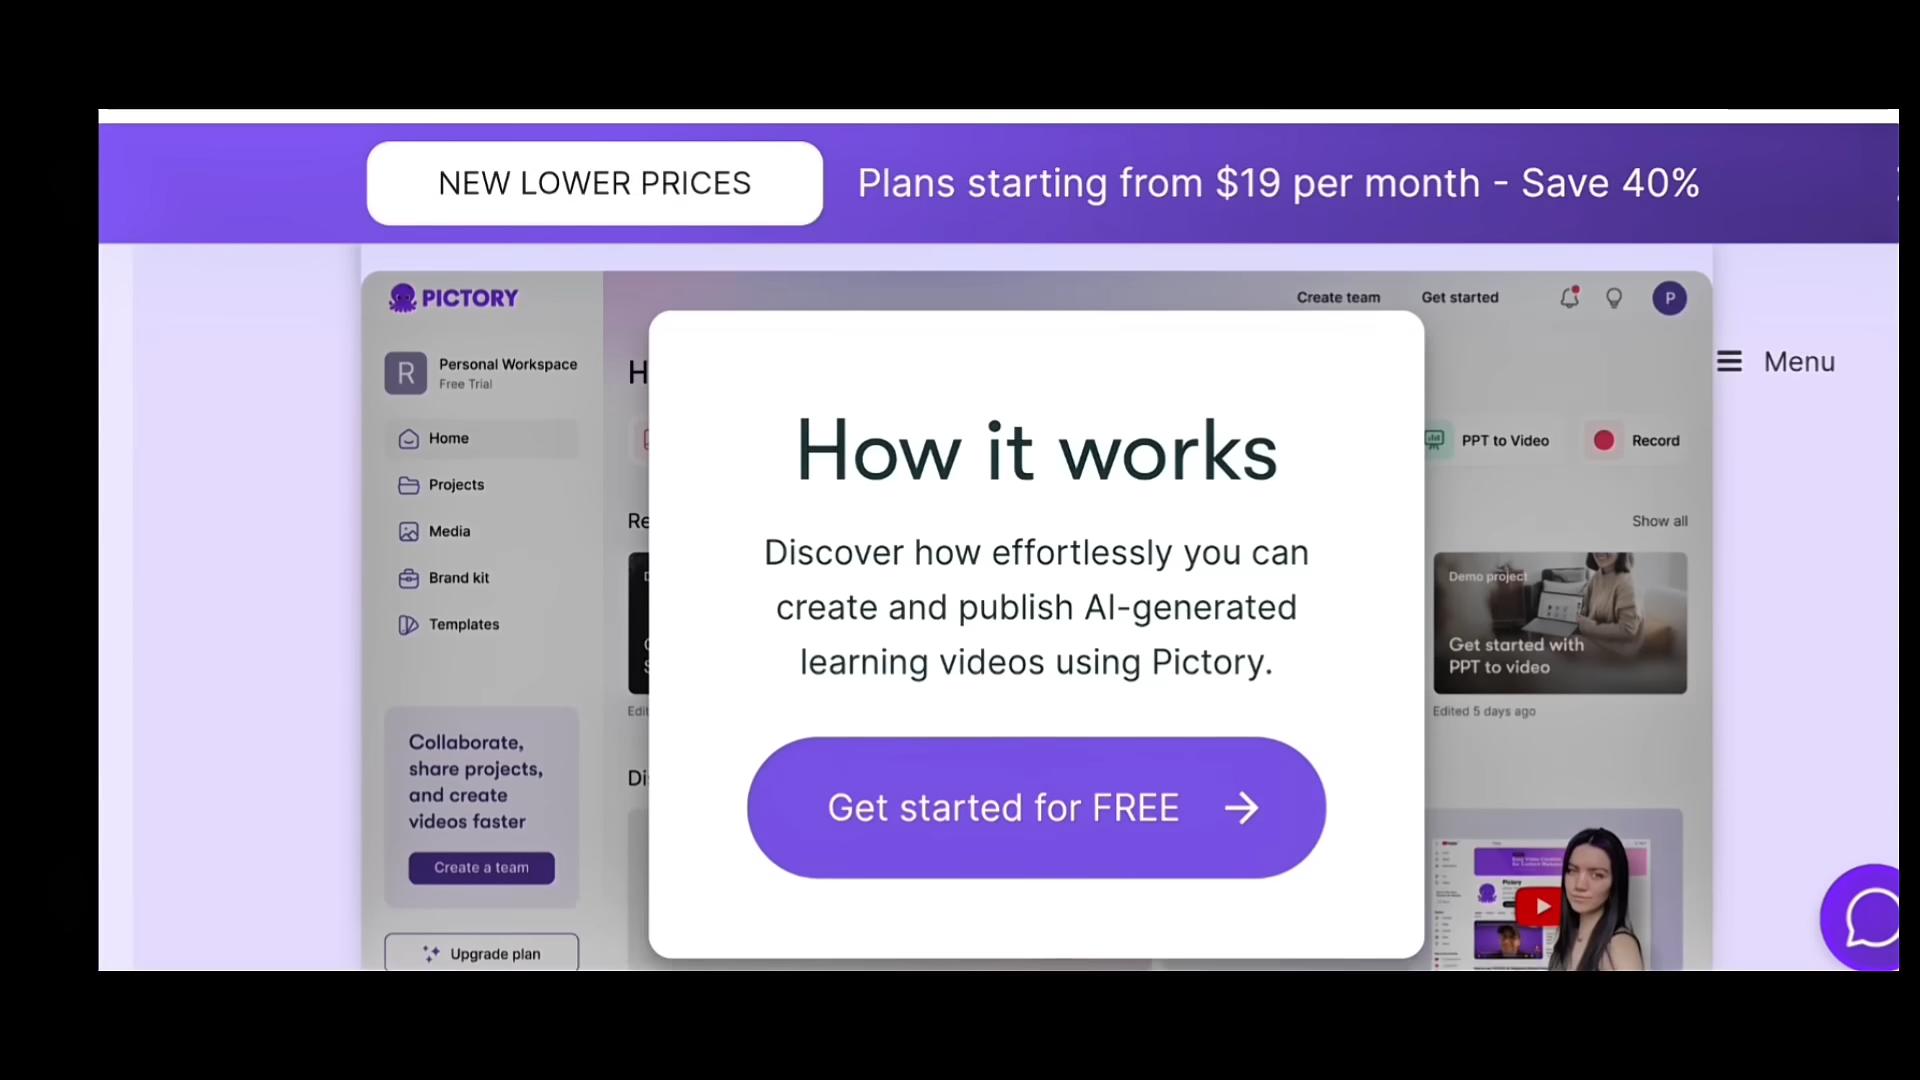 NEW LOWER PRICES
Plans starting from $19 per month - Save 40%
PICTORY
Create team
Get started
P
R
Personal Workspace
Free Trial
Menu
Home
Projects
Media
Brand kit
Templates
How it works
Discover how effortlessly you can
create and publish AI-generated
learning videos using Pictory.
Get started for FREE
PPT to Video
Record
Show all
Demo project
Get started with
PPT to video
Edited 5 days ago
Collaborate,
share projects,
and create
videos faster
Create a team
Upgrade plan